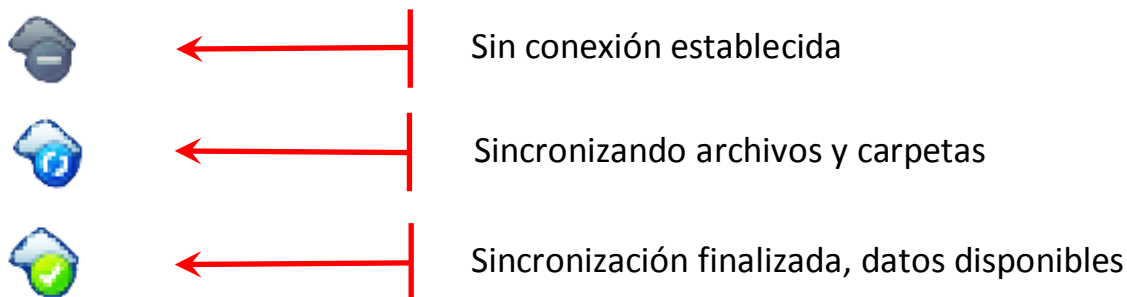 Sin conexión establecida
Sincronizando archivos y carpetas
Sincronización finalizada, datos disponibles